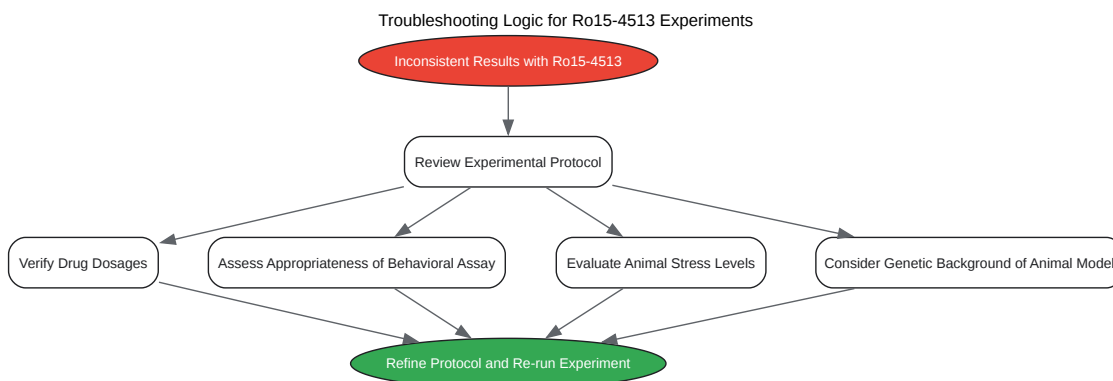 Troubleshooting Logic for Ro15-4513 Experiments
Inconsistent Results with Ro15-4513
Review Experimental Protocol
Verify Drug Dosages
Assess Appropriateness of Behavioral Assay
Evaluate Animal Stress Levels
Consider Genetic Background of Animal Model
Refine Protocol and Re-run Experiment